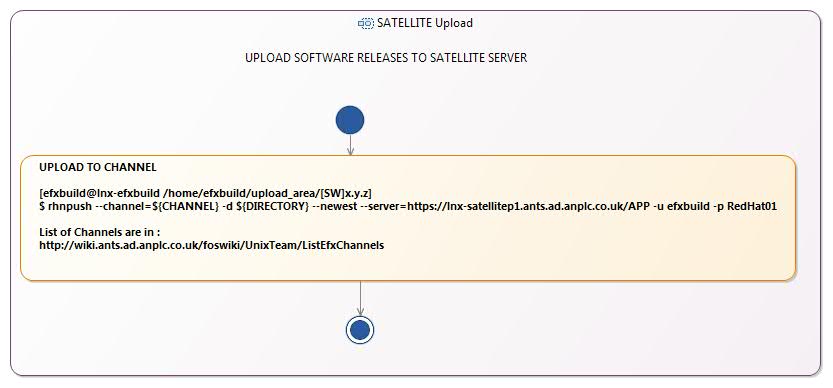 SATELLITE Upload
UPLOAD SOFTWARE RELEASES TO SATELLITE SERVER
UPLOAD TO CHANNEL
[efxbuild@lnx-efxbuild /home/efxbuild/upload_area/[SW]x.y.z]
$ rhnpush --channel=${CHANNEL} -d ${DIRECTORY} --newest --server=https://lnx-satellitep1.ants.ad.anplc.co.uk/APP -u efxbuild -p RedHat01
List of Channels are in :
http://wiki.ants.ad.anplc.co.uk/foswiki/UnixTeam/ListEfxChannels